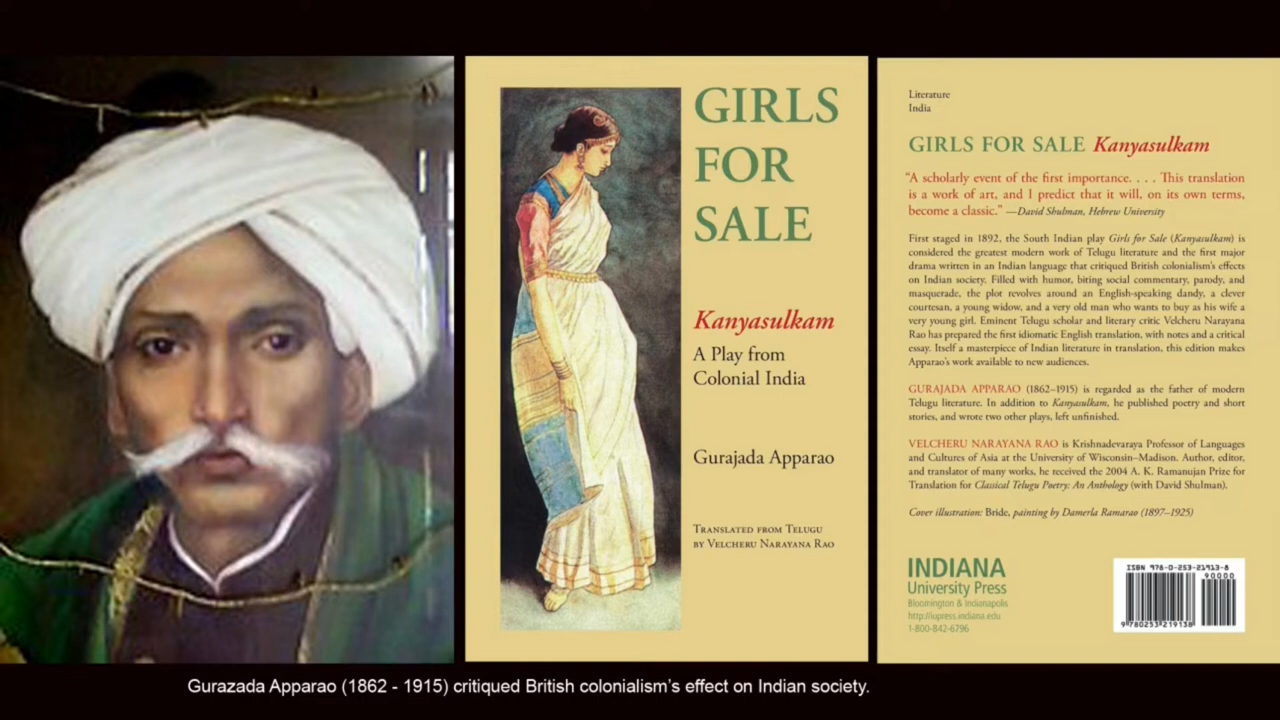 GIRLS
FOR
SALE
Kanyasulkam
A Play from
Colonial India
Gurajada Apparao
Translated from Telugu
by Velcheru Narayana Rao
Literature
India
GIRLS FOR SALE Kanyasulkam
“A scholarly event of the first importance. . . . This translation
is a work of art, and I predict that it will, on its own terms,
become a classic.” —David Shulman, Hebrew University
First staged in 1892, the South Indian play Girls for Sale (Kanyasulkam) is
considered the greatest modern work of Telugu literature and the first major
drama written in an Indian language that critiqued British colonialism's effects
on Indian society. Filled with humor, biting social commentary, parody, and
masquerade, the plot revolves around an English-speaking dandy, a clever
courtesan, a young widow, and a very old man who wants to buy as his wife a
very young girl. Eminent Telugu scholar and literary critic Velcheru Narayana
Rao has prepared the first idiomatic English translation, with notes and a critical
essay. Itself a masterpiece of Indian literature in translation, this edition makes
Apparao's work available to new audiences.
GURAJADA APPARAO (1862–1915) is regarded as the father of modern
Telugu literature. In addition to Kanyasulkam, he published poetry and short
stories, and wrote two other plays, left unfinished.
VELCHERU NARAYANA RAO is Krishnadevaraya Professor of Languages
and Cultures of Asia at the University of Wisconsin–Madison. Author, editor,
and translator of many works, he received the 2004 A. K. Ramanujan Prize for
Translation for Classical Telugu Poetry: An Anthology (with David Shulman).
Cover illustration: Bride, painting by Damerla Ramarao (1897–1925)
INDIANA
University Press
Bloomington & Indianapolis
http://iupress.indiana.edu
1-800-842-6796
ISBN 978-0-253-21913-8
90000
9 780253 219138
Gurazada Apparao (1862 - 1915) critiqued British colonialism's effect on Indian society.